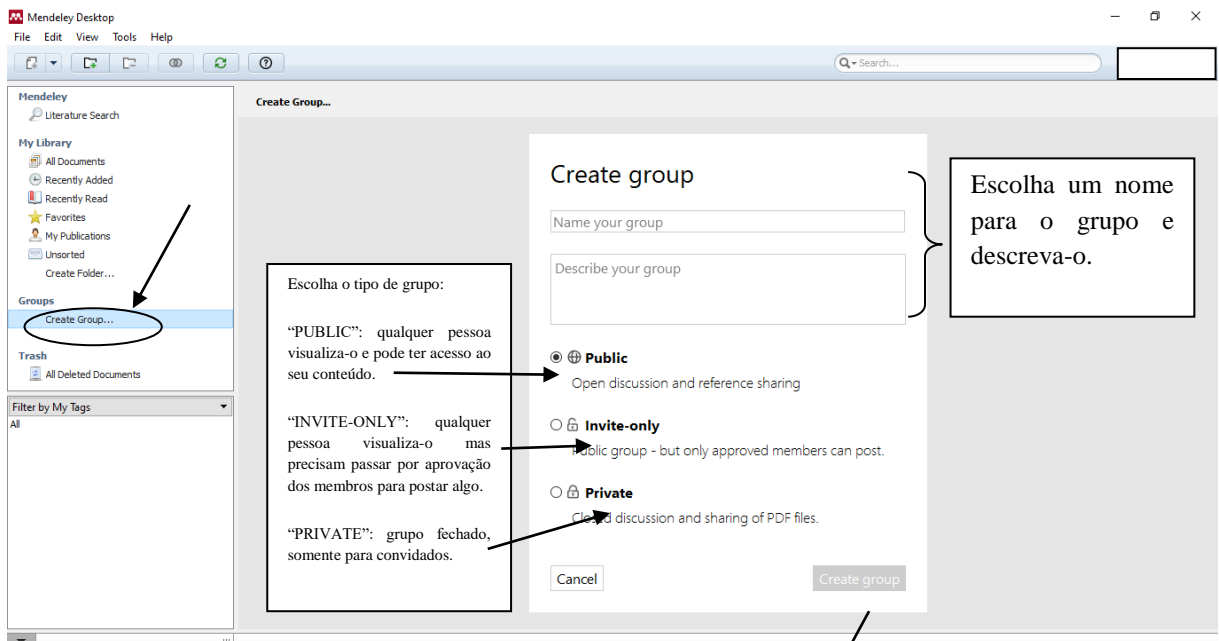 Mendeley Desktop
File Edit View Tools Help
Search...
Mendeley
Literature Search
My Library
All Documents
Recently Added
Recently Read
Favorites
My Publications
Unsorted
Create Folder...
Groups
Create Group...
Trash
All Deleted Documents
Filter by My Tags
All
Create Group...
Escolha o tipo de grupo:
“PUBLIC”: qualquer pessoa
visualiza-o e pode ter acesso ao
seu conteúdo.
“INVITE-ONLY”: qualquer
pessoa visualiza-o mas
precisam passar por aprovação
dos membros para postar algo.
“PRIVATE”: grupo fechado,
somente para convidados.
Create group
Name your group
Describe your group
Public
Open discussion and reference sharing
Invite-only
Public group - but only approved members can post.
Private
Closed discussion and sharing of PDF files.
Cancel
Create group
Escolha um nome
para o grupo e
descreva-o.